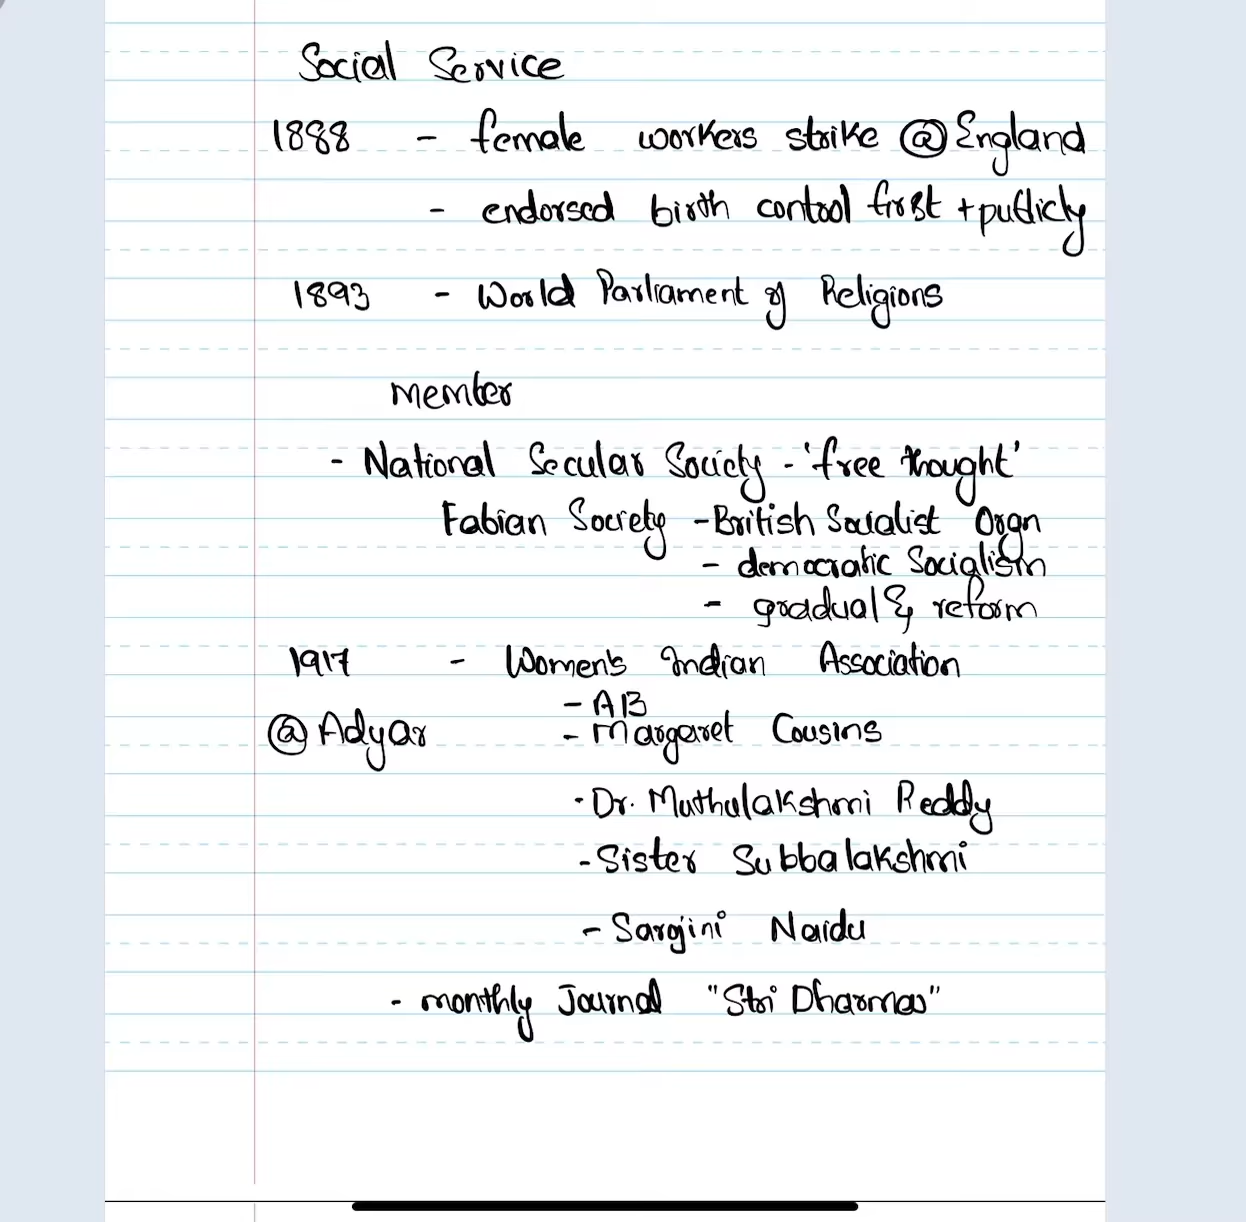 Social Service
1888 - female workers strike @ England
- endorsed birth control first + publicly
1893 - World Parliament of Religions
member
- National Secular Society - 'free thought'
Fabian Society - British Socialist Orgn
- democratic Socialism
- gradual & reform
1917 - Women's Indian Association
- AB
@ Adyar - Margaret Cousins
- Dr. Muthulakshmi Reddy
- Sister Subbalakshmi
- Sarojini Naidu
- monthly Journal "Stri Dharma"